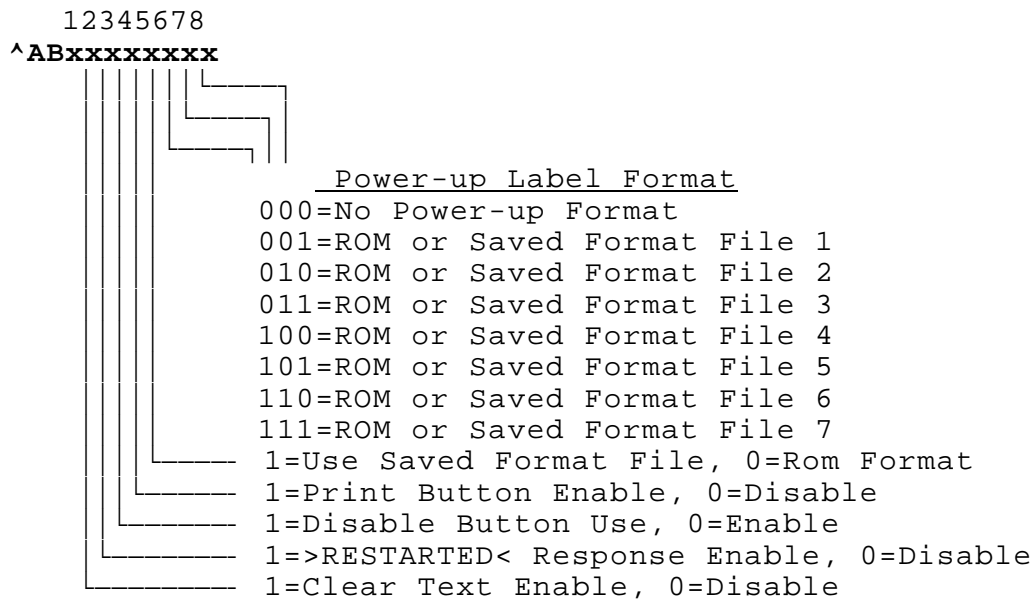 12345678
^ABxxxxxxxx
Power-up Label Format
000=No Power-up Format
001=ROM or Saved Format File 1
010=ROM or Saved Format File 2
011=ROM or Saved Format File 3
100=ROM or Saved Format File 4
101=ROM or Saved Format File 5
110=ROM or Saved Format File 6
111=ROM or Saved Format File 7
1=Use Saved Format File, 0=Rom Format
1=Print Button Enable, 0=Disable
1=Disable Button Use, 0=Enable
1=>RESTARTED< Response Enable, 0=Disable
1=Clear Text Enable, 0=Disable